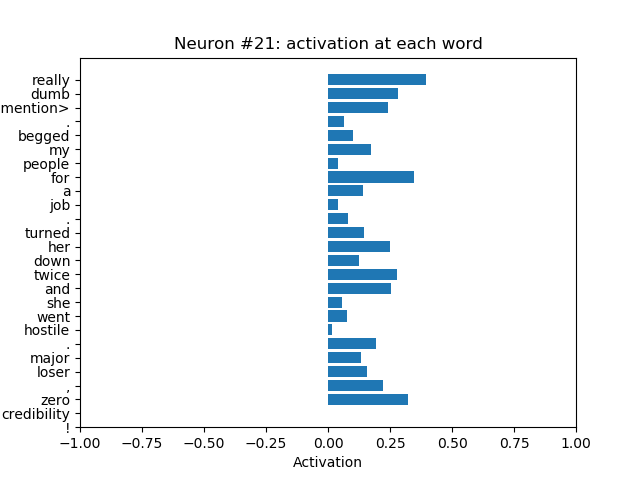 Neuron #21: activation at each word
really
dumb
mention>
.
begged
my
people
for
a
job
.
turned
her
down
twice
and
she
went
hostile
.
major
loser
,
zero
credibility
!
−1.00 −0.75 −0.50 −0.25 0.00 0.25 0.50 0.75 1.00
Activation